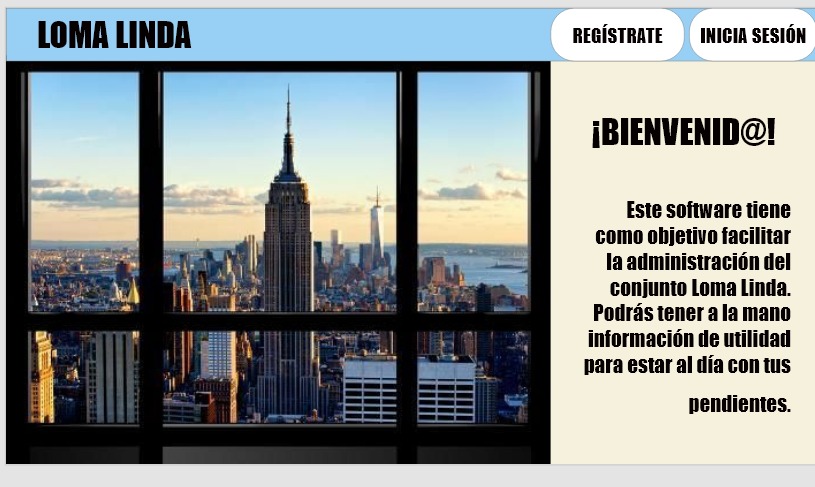 LOMA LINDA
REGÍSTRATE
INICIA SESIÓN
¡BIENVENID@!
Este software tiene
como objetivo facilitar
la administración del
conjunto Loma Linda.
Podrás tener a la mano
información de utilidad
para estar al día con tus
pendientes.